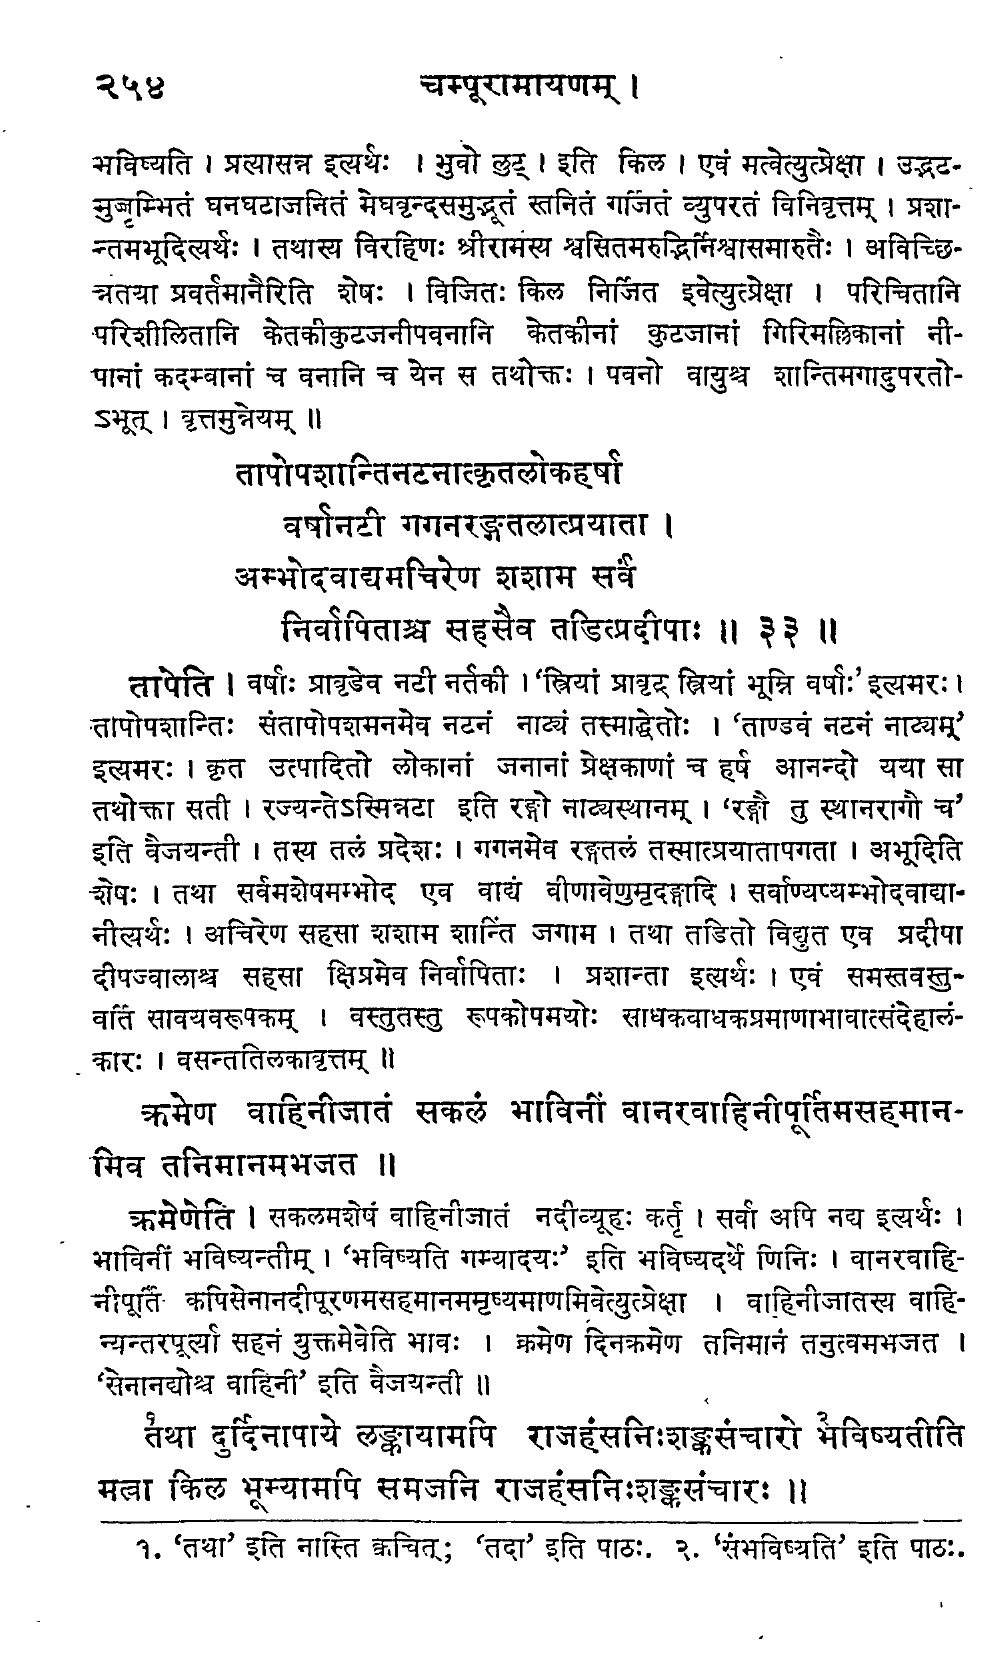 २५४ चम्पूरामायणम् ।
भविष्यति । प्रत्यासन्न इत्यर्थः । भुवो लुट् । इति किल । एवं मत्वेत्युत्प्रेक्षा । उद्भट-
मुज्जृम्भितं घनघटाजनितं मेघवृन्दसमुद्भूतं स्तनितं गर्जितं व्युपरतं विनिवृत्तम् । प्रशा-
न्तमभूदित्यर्थः । तथास्य विरहिणः श्रीरामस्य श्वसितमरुद्भिर्निश्वासमारुतैः । अविच्छि-
न्नतया प्रवर्तमानैरिति शेषः । विजितः किल निर्जित इवेत्युत्प्रेक्षा । परिचितानि
परिशीलितानि केतकीकुटजनीपवनानि केतकीनां कुटजानां गिरिमल्लिकानां नी-
पानां कदम्बानां च वनानि च येन स तथोक्तः । पवनो वायुश्च शान्तिमगादुपरतो-
ऽभूत् । वृत्तमुन्नेयम् ॥
तापोपशान्तिनटनात्कृतलोकहर्षा
वर्षानटी गगनरङ्गतलात्प्रयाता ।
अम्भोदवाद्यमचिरेण शशाम सर्वं
निर्वापिताश्च सहसैव तडित्प्रदीपाः ॥ ३३ ॥
तापेति । वर्षाः प्रावृडेव नटी नर्तकी । ‘स्त्रियां प्रावृट् स्त्रियां भूम्नि वर्षाः’ इत्यमरः ।
तापोपशान्तिः संतापोपशमनमेव नटनं नाट्यं तस्माद्धेतोः । ‘ताण्डवं नटनं नाट्यम्’
इत्यमरः । कृत उत्पादितो लोकानां जनानां प्रेक्षकाणां च हर्ष आनन्दो यया सा
तथोक्ता सती । रज्यन्तेऽस्मिन्नटा इति रङ्गो नाट्यस्थानम् । ‘रङ्गौ तु स्थानरागौ च’
इति वैजयन्ती । तस्य तलं प्रदेशः । गगनमेव रङ्गतलं तस्मात्प्रयातापगता । अभूदिति
शेषः । तथा सर्वमशेषमम्भोद एव वाद्यं वीणावेणुमृदङ्गादि । सर्वाण्यप्यम्भोदवाद्या-
नीत्यर्थः । अचिरेण सहसा शशाम शान्तिं जगाम । तथा तडितो विद्युत एव प्रदीपा
दीपज्वालाश्च सहसा क्षिप्रमेव निर्वापिताः । प्रशान्ता इत्यर्थः । एवं समस्तवस्तु-
वर्ति सावयवरूपकम् । वस्तुतस्तु रूपकोपमयोः साधकबाधकप्रमाणाभावात्संदेहालं-
कारः । वसन्ततिलकावृत्तम् ॥
क्रमेण वाहिनीजातं सकलं भाविनीं वानरवाहिनीपूर्तिमसहमान-
मिव तनिमानमभजत ॥
क्रमेणेति । सकलमशेषं वाहिनीजातं नदीव्यूहः कर्तृ । सर्वा अपि नद्य इत्यर्थः ।
भाविनीं भविष्यन्तीम् । ‘भविष्यति गम्यादयः’ इति भविष्यदर्थे णिनिः । वानरवाहि-
नीपूर्तिं कपिसेनानदीपूरणमसहमानममृष्यमाणमिवेत्युत्प्रेक्षा । वाहिनीजातस्य वाहि-
न्यन्तरपूर्त्या सहनं युक्तमेवेति भावः । क्रमेण दिनक्रमेण तनिमानं तनुत्वमभजत ।
‘सेनानद्योश्च वाहिनी’ इति वैजयन्ती ॥
१तथा दुर्दिनापाये लङ्कायामपि राजहंसनिःशङ्कसंचारो २भविष्यतीति
मत्वा किल भूम्यामपि समजनि राजहंसनिःशङ्कसंचारः ॥
१. ‘तथा’ इति नास्ति क्वचित्; ‘तदा’ इति पाठः. २. ‘संभविष्यति’ इति पाठः.